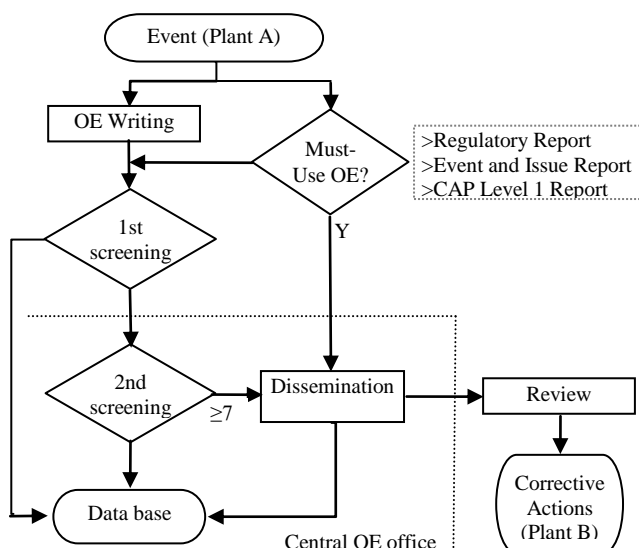 Event (Plant A)
OE Writing
Must-
Use OE?
>Regulatory Report
>Event and Issue Report
>CAP Level 1 Report
1st
screening
Y
2nd
screening
≥7
Dissemination
Review
Data base
Corrective
Actions
(Plant B)
Central OE office